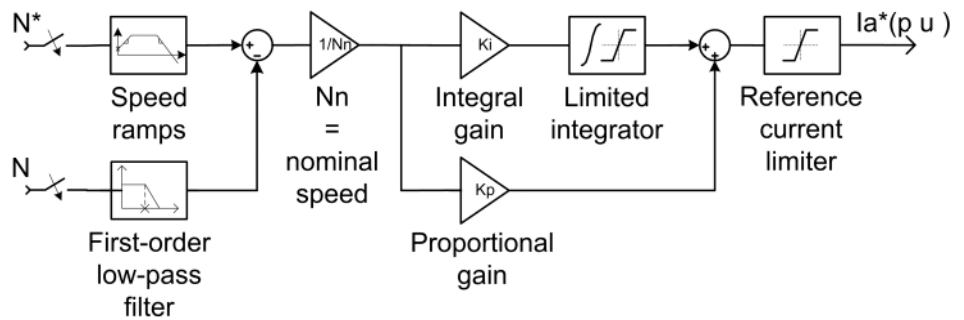 N*
Ia*(p u )
1/Nn
Ki
Speed
ramps
Nn
=
nominal
speed
Integral
gain
Limited
integrator
Reference
current
limiter
N
Kp
First-order
low-pass
filter
Proportional
gain